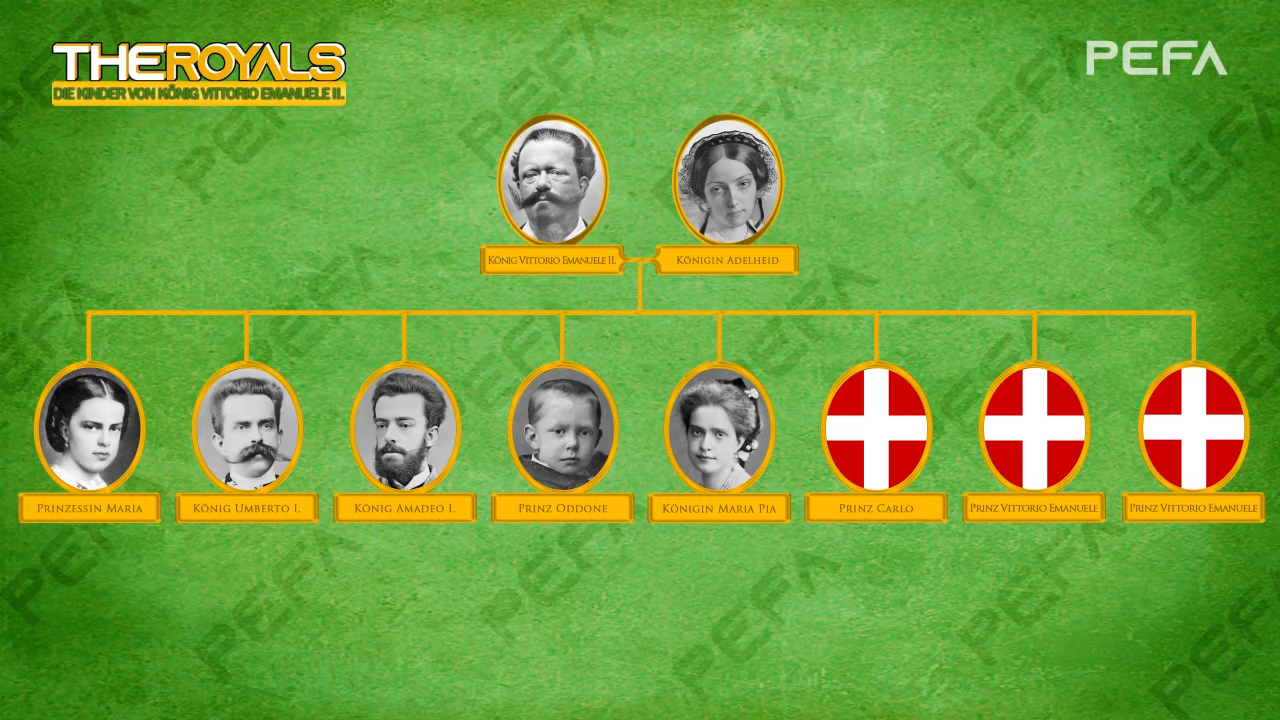 THEROYALS
DIE KINDER VON KÖNIG VITTORIO EMANUELE II.
PEFA
KÖNIG VITTORIO EMANUELE II.
KÖNIGIN ADELHEID
PRINZESSIN MARIA
KÖNIG UMBERTO I.
KÖNIG AMADEO I.
PRINZ ODDONE
KÖNIGIN MARIA PIA
PRINZ CARLO
PRINZ VITTORIO EMANUELE
PRINZ VITTORIO EMANUELE